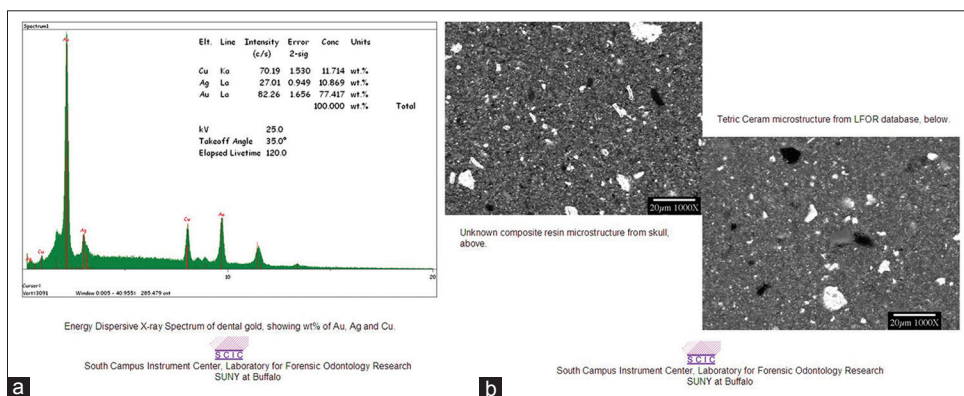 Spectrum1
Au
Elt. Line Intensity Error Conc Units
(c/s) 2-sig
Cu Ka 70.19 1.530 11.714 wt.%
Ag La 27.01 0.949 10.869 wt.%
Au La 82.26 1.656 77.417 wt.%
100.000 wt.% Total
kV 25.0
Takeoff Angle 35.0°
Elapsed Livetime 120.0
Cu
Ag
Cu
Au
10
20
Cursor:
Vert=3091 Window 0.005 - 40.955= 285.479 cnt
Energy Dispersive X-ray Spectrum of dental gold, showing wt% of Au, Ag and Cu.
SCIC
South Campus Instrument Center, Laboratory for Forensic Odontology Research
SUNY at Buffalo
a
20µm 1000X
Unknown composite resin microstructure from skull,
above.
Tetric Ceram microstructure from LFOR database, below.
20µm 1000X
SCIC
South Campus Instrument Center, Laboratory for Forensic Odontology Research
SUNY at Buffalo
b